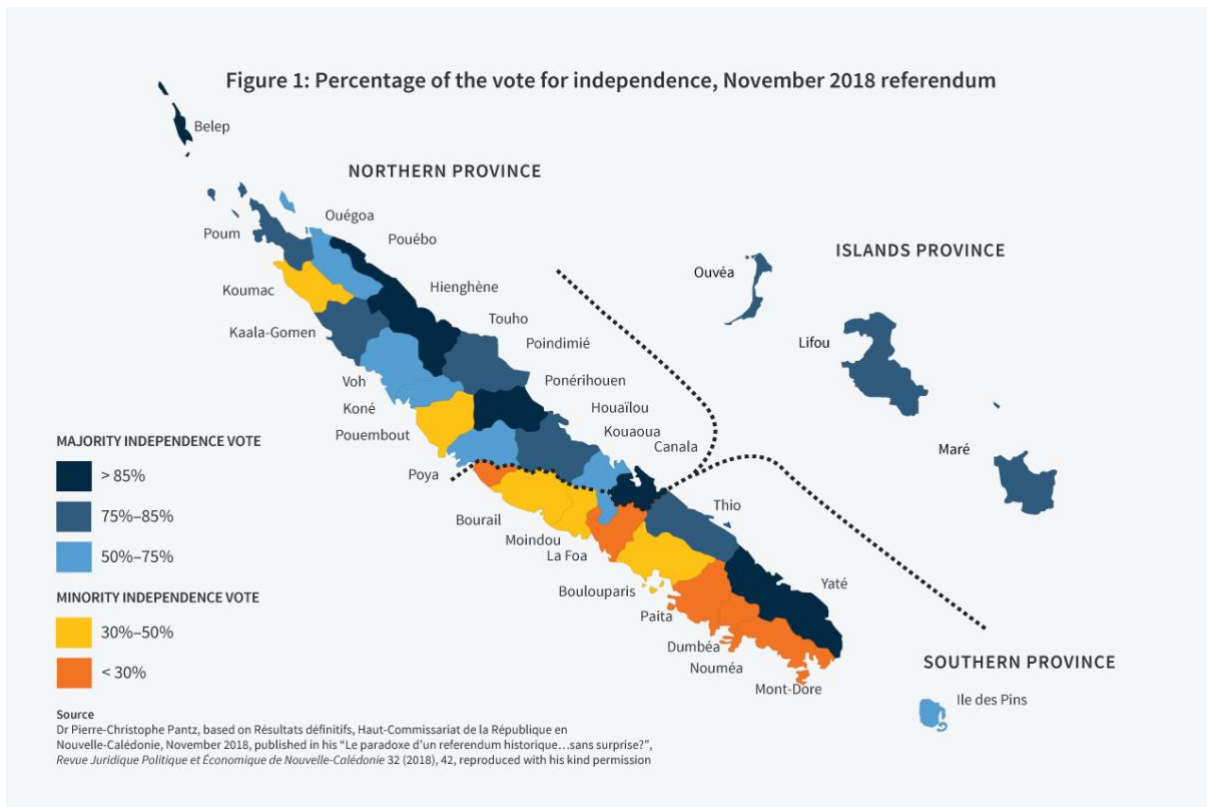 Figure 1: Percentage of the vote for independence, November 2018 referendum
Belep
NORTHERN PROVINCE
Ouégoa
Poum
Pouébo
ISLANDS PROVINCE
Ouvéa
Koumac
Hienghène
Kaala-Gomen
Touho
Lifou
Poindimié
Voh
Ponérihouen
Koné
Houaïlou
Pouembout
Kouaoua
Canala
Maré
MAJORITY INDEPENDENCE VOTE
> 85%
Poya
75%–85%
Thio
Bourail
Moindou
La Foa
50%–75%
Boulouparis
Yaté
MINORITY INDEPENDENCE VOTE
Paita
30%–50%
Dumbéa
Nouméa
SOUTHERN PROVINCE
< 30%
Mont-Dore
Ile des Pins
Source
Dr Pierre-Christophe Pantz, based on Résultats définitifs, Haut-Commissariat de la République en
Nouvelle-Calédonie, November 2018, published in his “Le paradoxe d’un referendum historique…sans surprise?”,
Revue Juridique Politique et Économique de Nouvelle-Calédonie 32 (2018), 42, reproduced with his kind permission